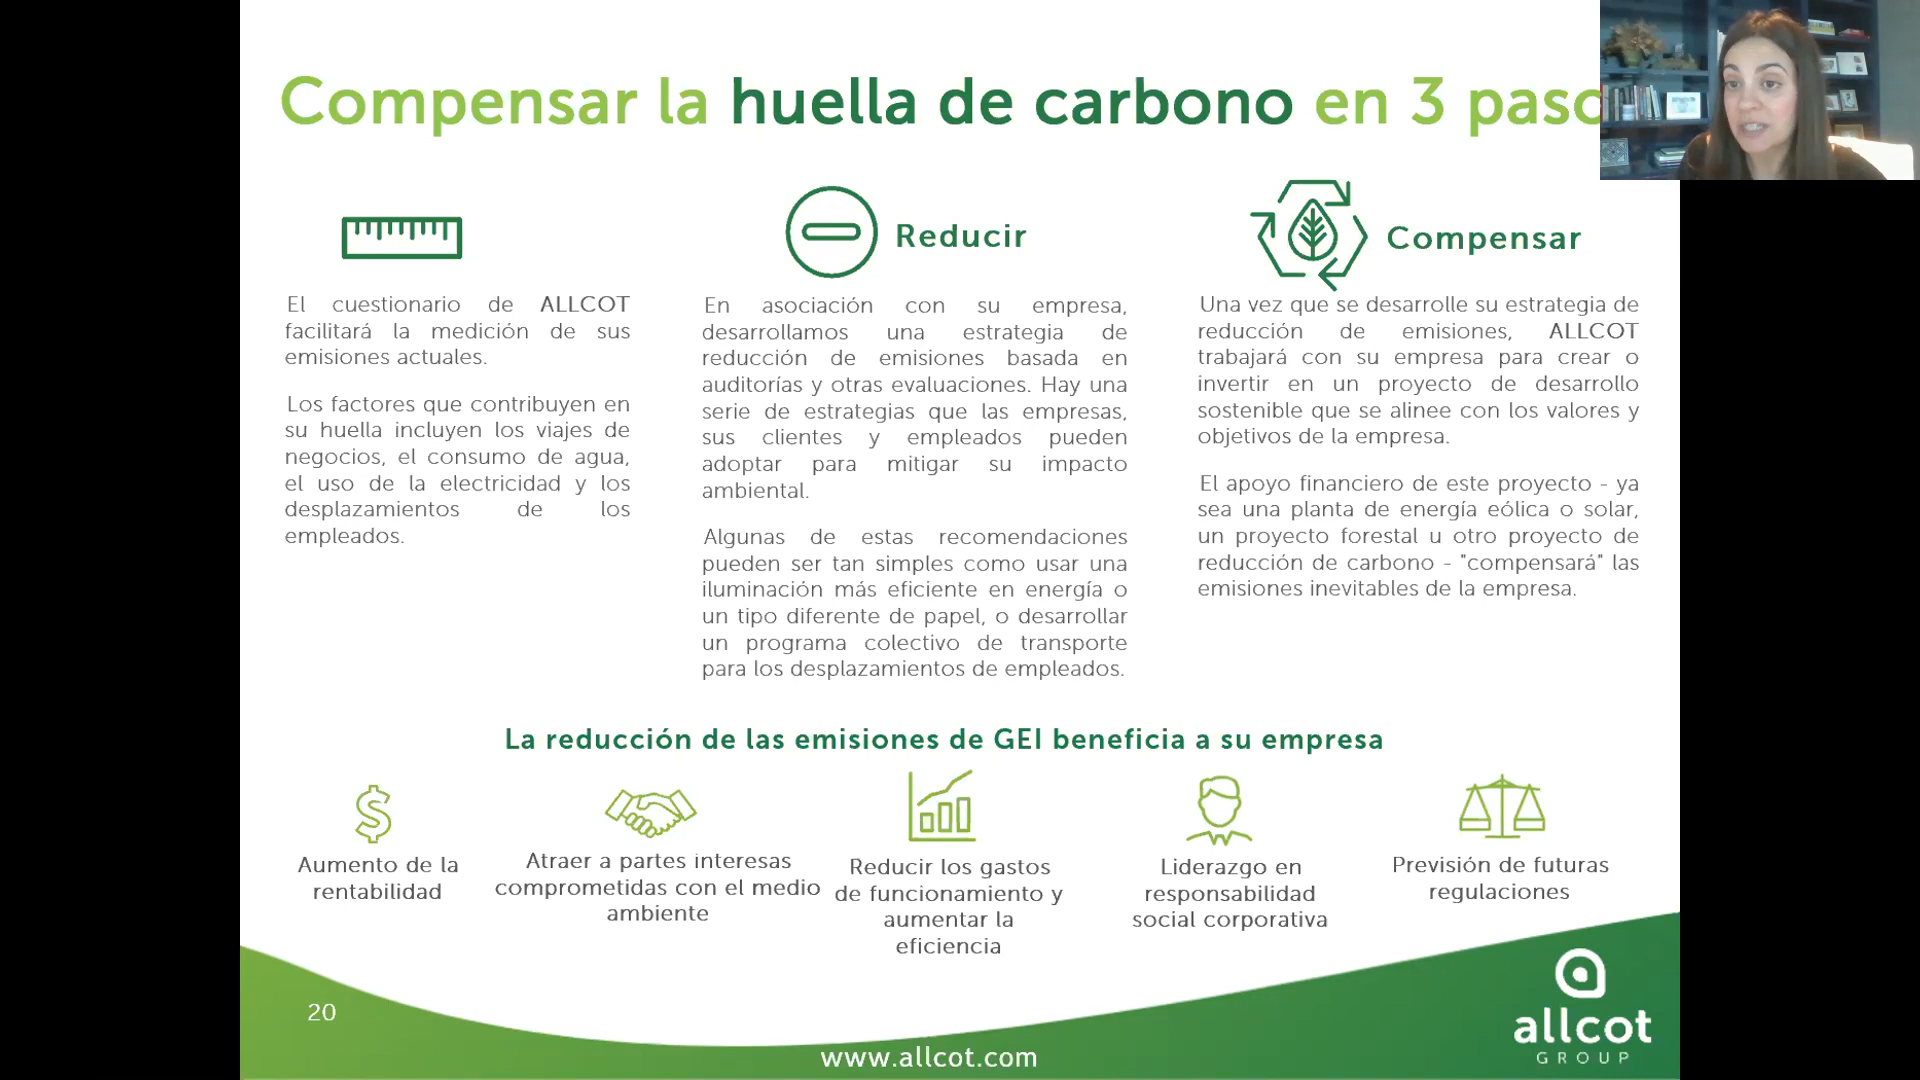 Compensar la huella de carbono en 3 paso
El cuestionario de ALLCOT
facilitará la medición de sus
emisiones actuales.
Los factores que contribuyen en
su huella incluyen los viajes de
negocios, el consumo de agua,
el uso de la electricidad y los
desplazamientos de los
empleados.
Reducir
En asociación con su empresa,
desarrollamos una estrategia de
reducción de emisiones basada en
auditorías y otras evaluaciones. Hay una
serie de estrategias que las empresas,
sus clientes y empleados pueden
adoptar para mitigar su impacto
ambiental.
Algunas de estas recomendaciones
pueden ser tan simples como usar una
iluminación más eficiente en energía o
un tipo diferente de papel, o desarrollar
un programa colectivo de transporte
para los desplazamientos de empleados.
Compensar
Una vez que se desarrolle su estrategia de
reducción de emisiones, ALLCOT
trabajará con su empresa para crear o
invertir en un proyecto de desarrollo
sostenible que se alinee con los valores y
objetivos de la empresa.
El apoyo financiero de este proyecto - ya
sea una planta de energía eólica o solar,
un proyecto forestal u otro proyecto de
reducción de carbono - "compensará" las
emisiones inevitables de la empresa.
La reducción de las emisiones de GEI beneficia a su empresa
Aumento de la
rentabilidad
Atraer a partes interesas
comprometidas con el medio
ambiente
Reducir los gastos
de funcionamiento y
aumentar la
eficiencia
Liderazgo en
responsabilidad
social corporativa
Previsión de futuras
regulaciones
20
www.allcot.com
allcot
GROUP